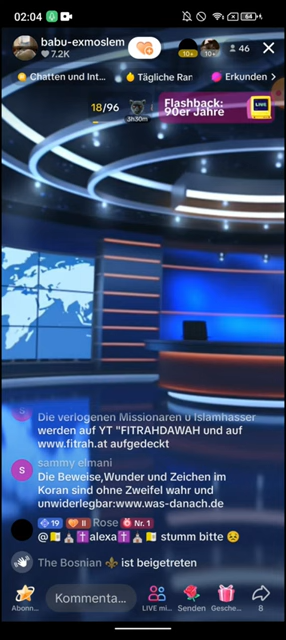 02:04
64
babu-exmoslem
7.2K
10+
10+
46
Chatten und Int...
Tägliche Ran
Erkunden
18/96
3h30m
Flashback:
90er Jahre
LIVE
S
Die verlogenen Missionaren u Islamhasser
werden auf YT "FITRAHDAWAH und auf
www.fitrah.at aufgedeckt
S
sammy elmani
Die Beweise,Wunder und Zeichen im
Koran sind ohne Zweifel wahr und
unwiderlegbar:www.was-danach.de
19 II Rose Nr. 1
@🇻🇦⛪✝️alexa✝️⛪🇻🇦 stumm bitte 😣
The Bosnian ⚜️ ist beigetreten
Abonn...
Kommenta...
LIVE mi...
Senden
Gesche...
8